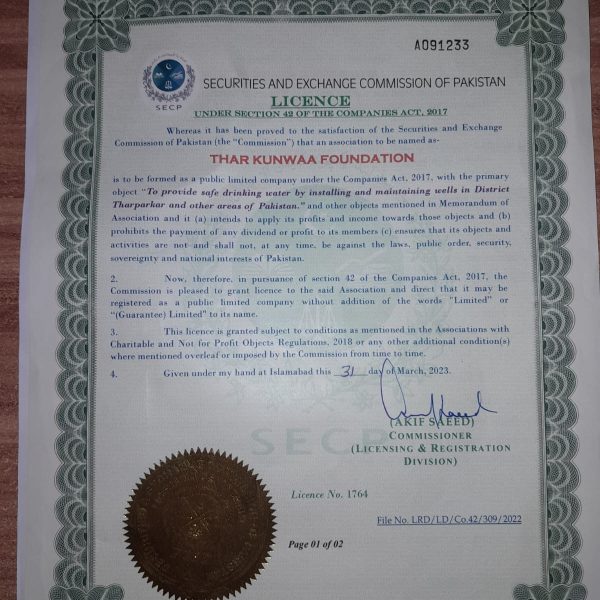 A091233
SECP
SECURITIES AND EXCHANGE COMMISSION OF PAKISTAN
LICENCE
UNDER SECTION 42 OF THE COMPANIES ACT, 2017
Whereas it has been proved to the satisfaction of the Securities and Exchange
Commission of Pakistan (the "Commission") that an association to be named as-
THAR KUNWAA FOUNDATION
is to be formed as a public limited company under the Companies Act, 2017, with the primary
object "To provide safe drinking water by installing and maintaining wells in District
Tharparkar and other areas of Pakistan." and other objects mentioned in Memorandum of
Association and it (a) intends to apply its profits and income towards those objects and (b)
prohibits the payment of any dividend or profit to its members (c) ensures that its objects and
activities are not and shall not, at any time, be against the laws, public order, security,
sovereignty and national interests of Pakistan.
2. Now, therefore, in pursuance of section 42 of the Companies Act, 2017, the
Commission is pleased to grant licence to the said Association and direct that it may be
registered as a public limited company without addition of the words "Limited" or
"(Guarantee) Limited" to its name.
3. This licence is granted subject to conditions as mentioned in the Associations with
Charitable and Not for Profit Objects Regulations, 2018 or any other additional condition(s)
where mentioned overleaf or imposed by the Commission from time to time.
4. Given under my hand at Islamabad this 31 day of March, 2023.
(AKIF SAEED)
COMMISSIONER
(LICENSING & REGISTRATION
DIVISION)
SECP
Licence No. 1764
File No. LRD/LD/Co.42/309/2022
Page 01 of 02